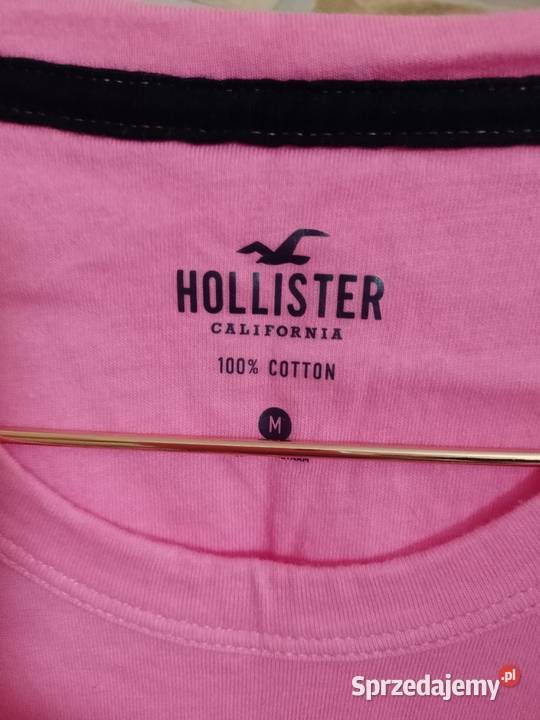 HOLLISTER
CALIFORNIA
100% COTTON
M
Sprzedajemy.pl